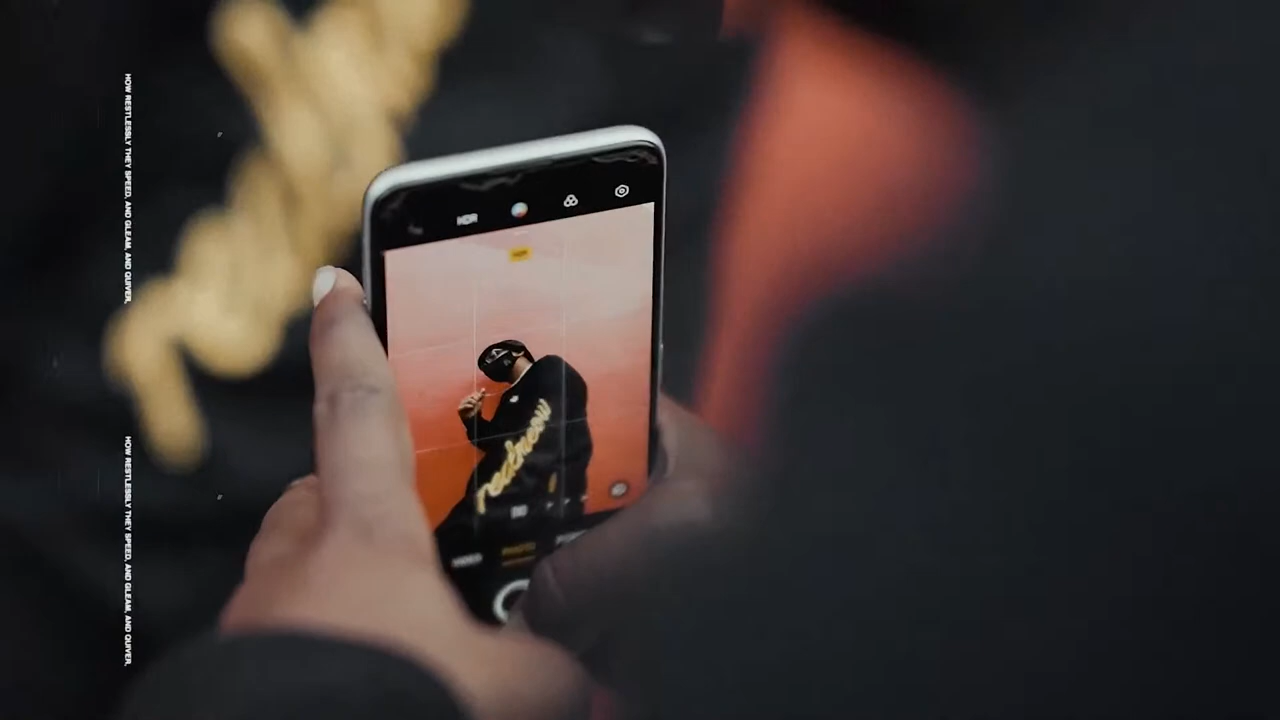 HOW RESTLESSLY THEY SPEED, AND GLEAM, AND QUIVER,
HOW RESTLESSLY THEY SPEED, AND GLEAM, AND QUIVER,
HDR
realmeow
VIDEO
PHOTO